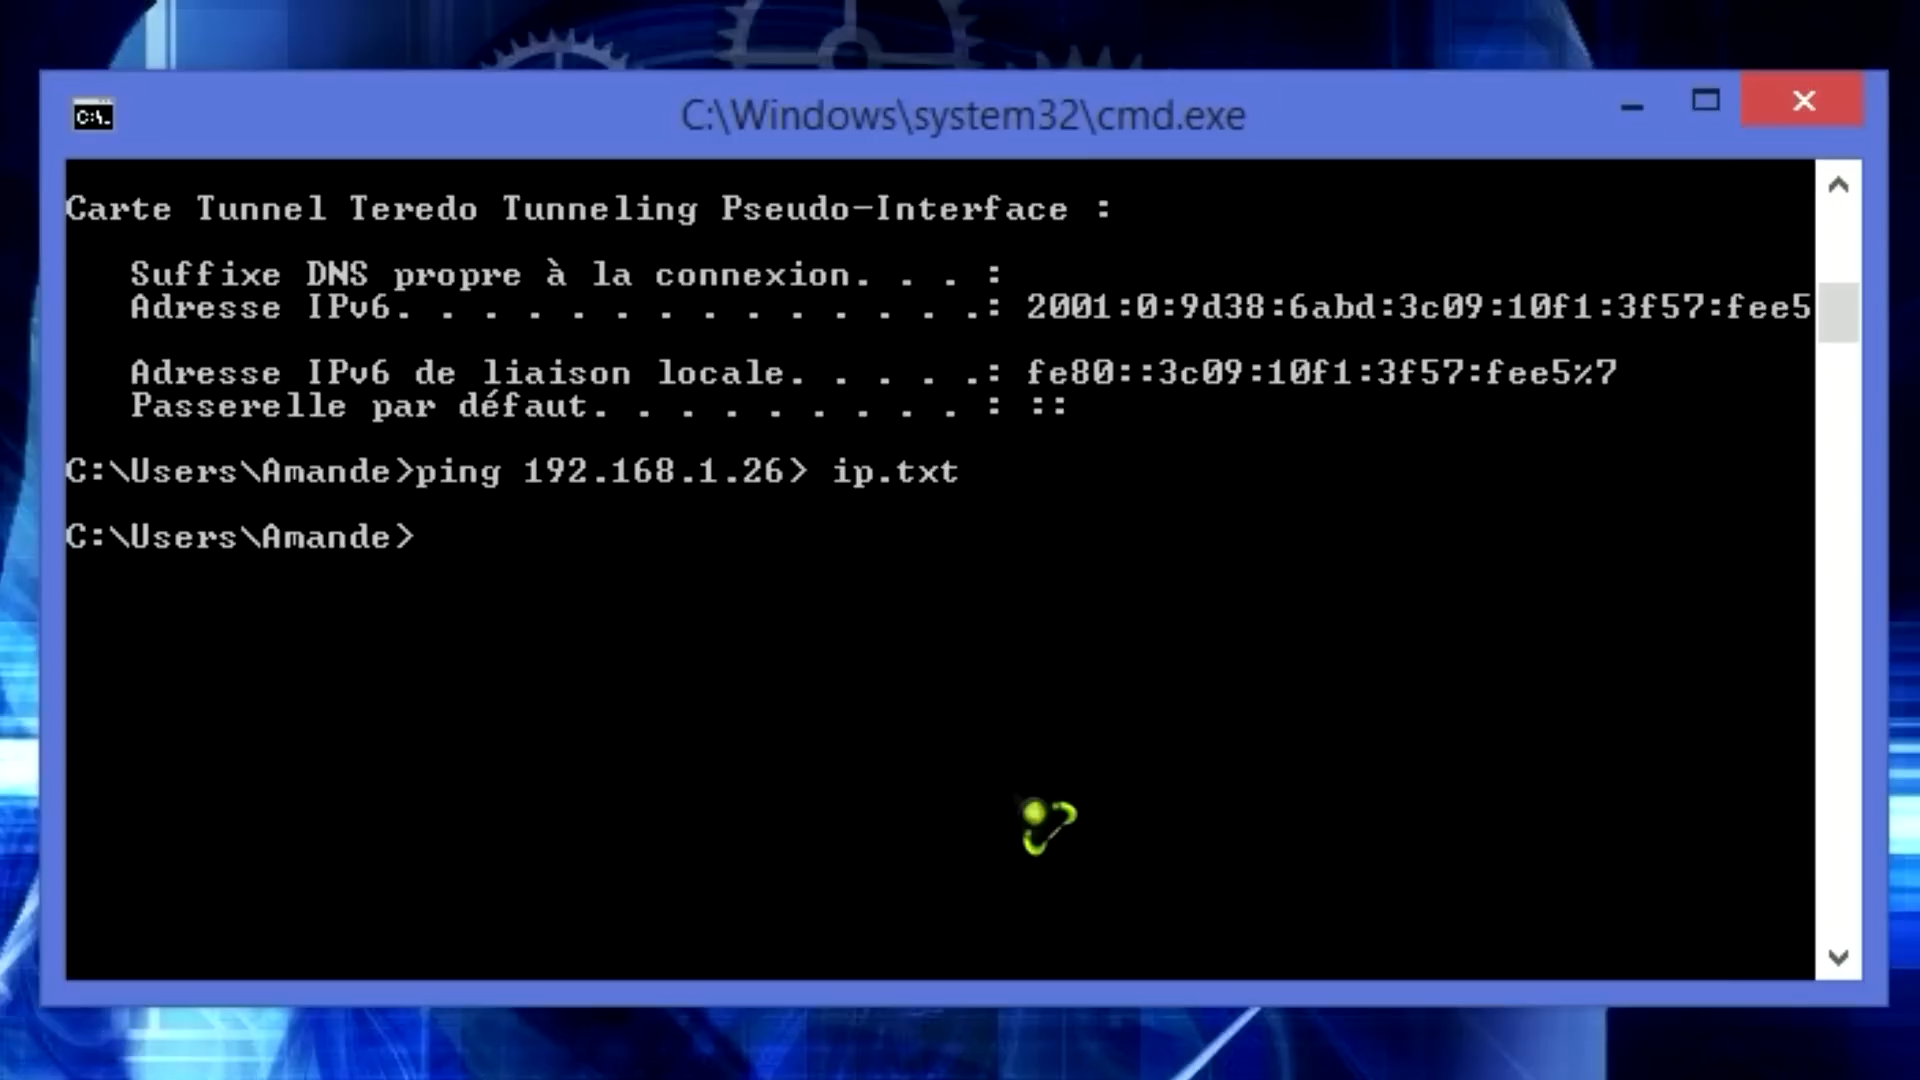 C:\.
C:\Windows\system32\cmd.exe
Carte Tunnel Teredo Tunneling Pseudo-Interface :
Suffixe DNS propre à la connexion. . . :
Adresse IPv6. . . . . . . . . . . . . .: 2001:0:9d38:6abd:3c09:10f1:3f57:fee5
Adresse IPv6 de liaison locale. . . . .: fe80::3c09:10f1:3f57:fee5%7
Passerelle par défaut. . . . . . . . . : ::
C:\Users\Amande>ping 192.168.1.26> ip.txt
C:\Users\Amande>